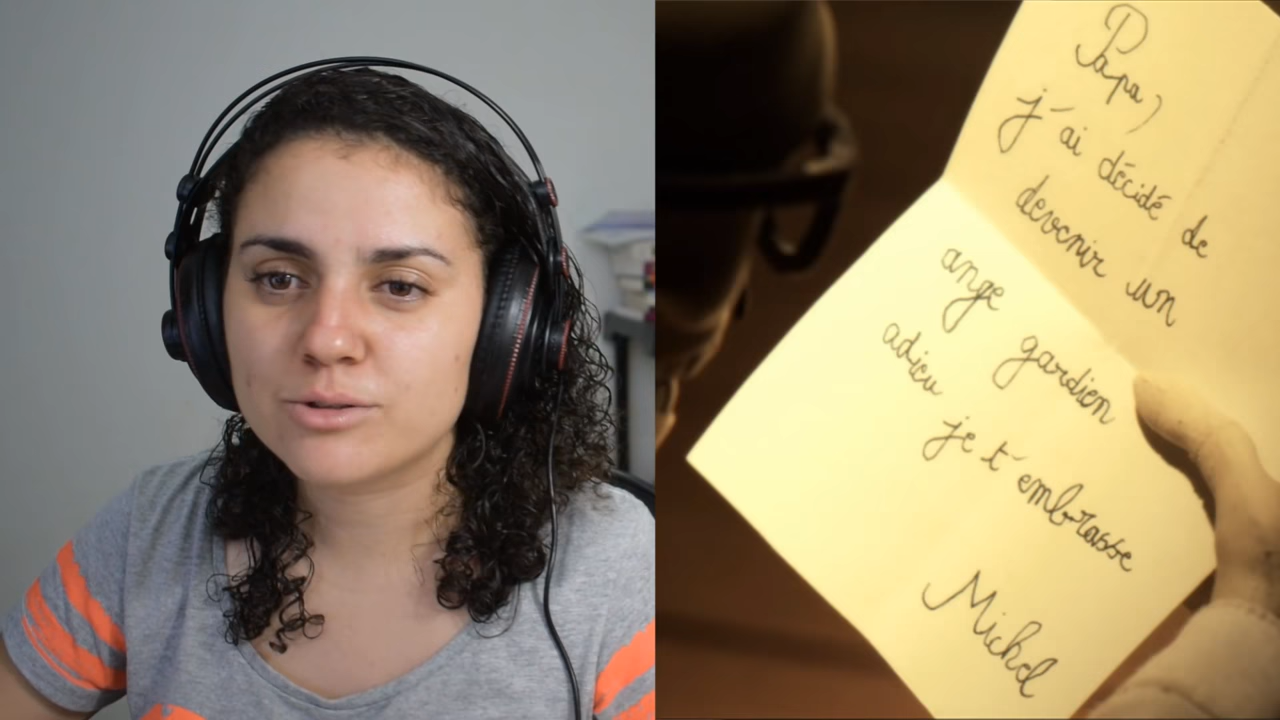 Papa,
j'ai décidé de
devenir un
ange gardien
adieu je t'embrasse
Michel